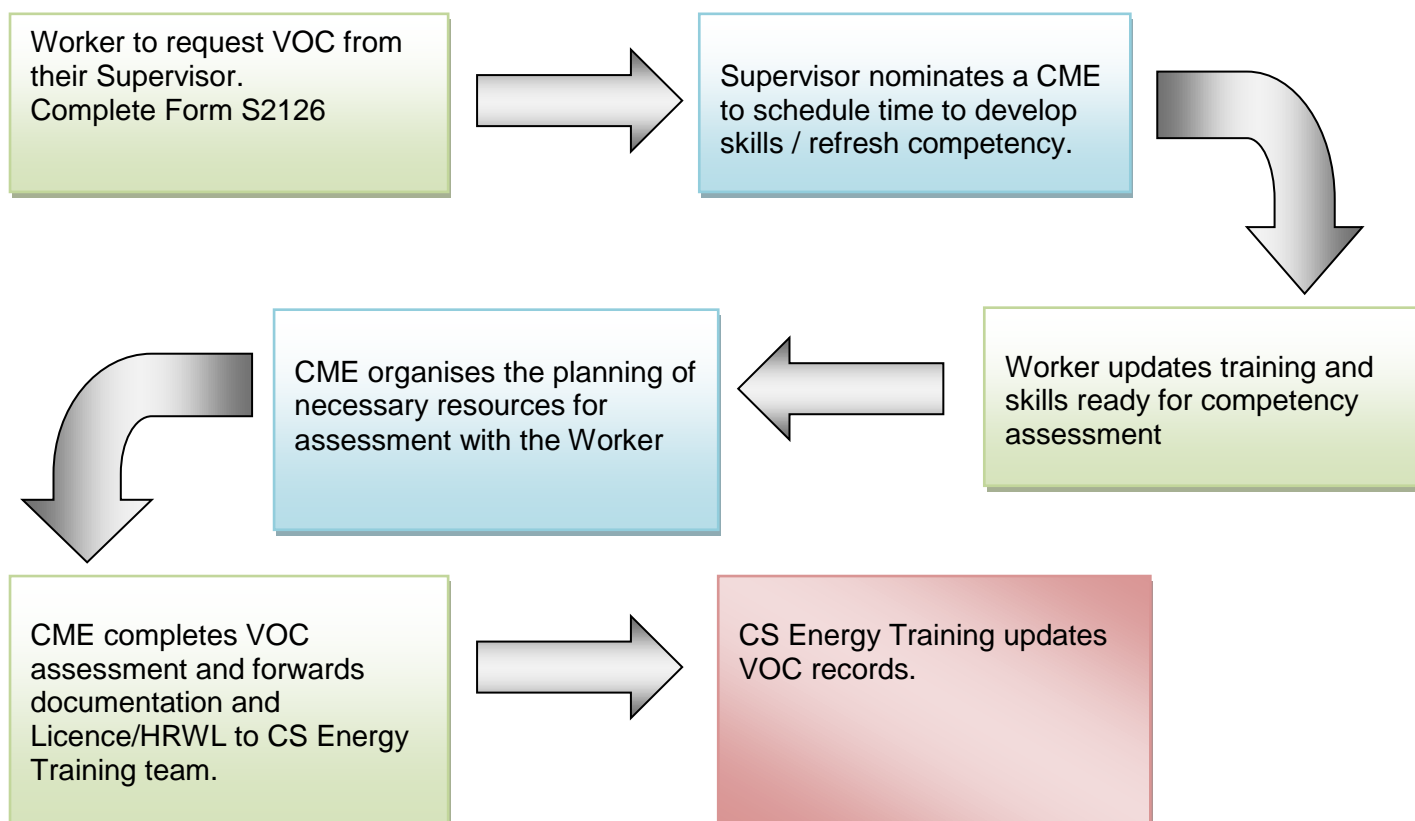 Worker to request VOC from
their Supervisor.
Complete Form S2126
Supervisor nominates a CME
to schedule time to develop
skills / refresh competency.
Worker updates training and
skills ready for competency
assessment
CME organises the planning of
necessary resources for
assessment with the Worker
CME completes VOC
assessment and forwards
documentation and
Licence/HRWL to CS Energy
Training team.
CS Energy Training updates
VOC records.